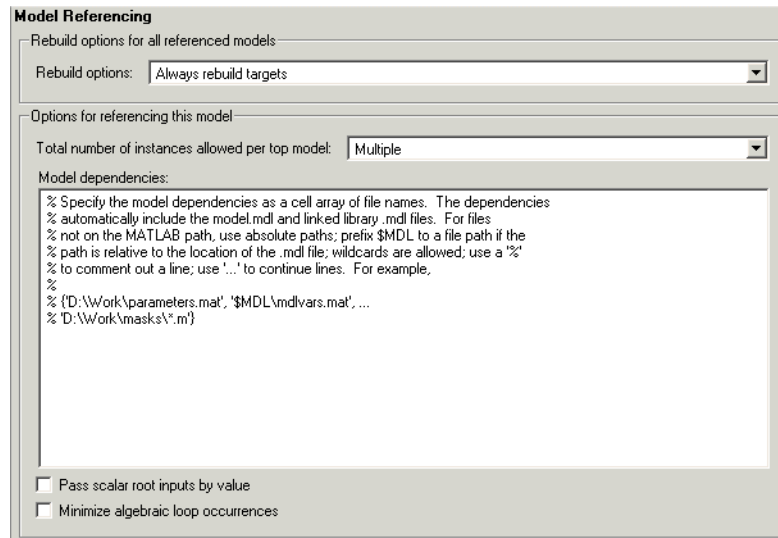 Model Referencing
Rebuild options for all referenced models
Rebuild options: Always rebuild targets
Options for referencing this model
Total number of instances allowed per top model: Multiple
Model dependencies:
% Specify the model dependencies as a cell array of file names.  The dependencies
% automatically include the model.mdl and linked library .mdl files.  For files
% not on the MATLAB path, use absolute paths; prefix $MDL to a file path if the
% path is relative to the location of the .mdl file; wildcards are allowed; use a '%'
% to comment out a line; use '...' to continue lines.  For example,
%
% {'D:\Work\parameters.mat', '$MDL\mdlvars.mat', ...
% 'D:\Work\masks\*.m'}
Pass scalar root inputs by value
Minimize algebraic loop occurrences